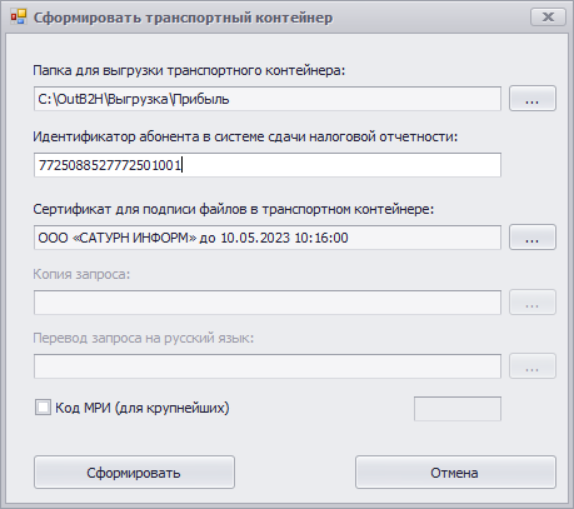 Сформировать транспортный контейнер
Папка для выгрузки транспортного контейнера:
C:\OutB2H\Выгрузка\Прибыль
...
Идентификатор абонента в системе сдачи налоговой отчетности:
7725088527772501001
Сертификат для подписи файлов в транспортном контейнере:
ООО «САТУРН ИНФОРМ» до 10.05.2023 10:16:00
...
Копия запроса:
...
Перевод запроса на русский язык:
...
Код МРИ (для крупнейших)
Сформировать
Отмена